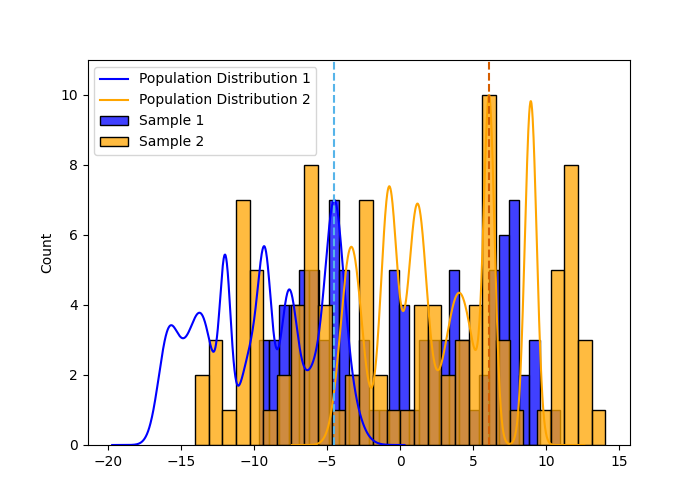 Population Distribution 1
Population Distribution 2
Sample 1
Sample 2
Count
10
8
6
4
2
0
−20 −15 −10 −5 0 5 10 15